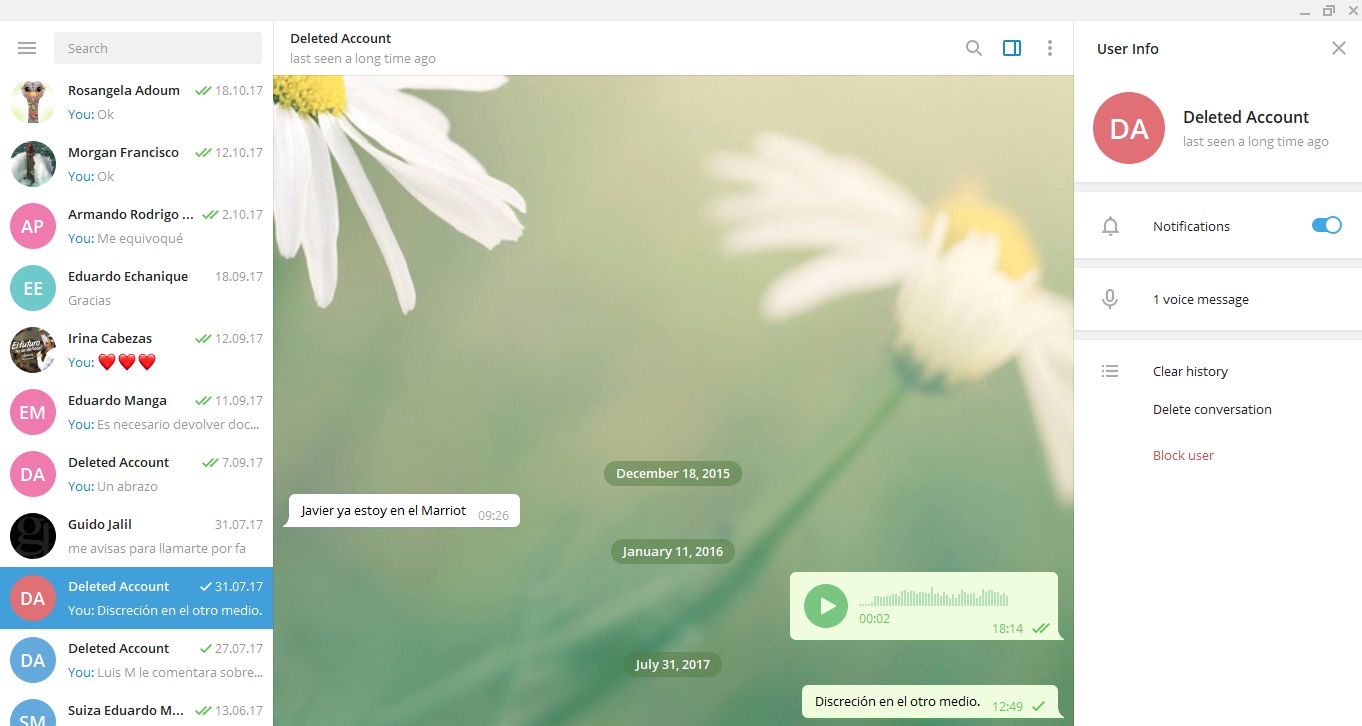 Search
Rosangela Adoum 18.10.17
You: Ok
Morgan Francisco 12.10.17
You: Ok
AP
Armando Rodrigo ... 2.10.17
You: Me equivoqué
EE
Eduardo Echanique 18.09.17
Gracias
El futuro
Irina Cabezas 12.09.17
You: ❤️❤️❤️
EM
Eduardo Manga 11.09.17
You: Es necesario devolver doc...
DA
Deleted Account 7.09.17
You: Un abrazo
g
Guido Jalil 31.07.17
me avisas para llamarte por fa
DA
Deleted Account 31.07.17
You: Discreción en el otro medio.
DA
Deleted Account 27.07.17
You: Luis M le comentara sobre...
SM
Suiza Eduardo M... 13.06.17
Deleted Account
last seen a long time ago
December 18, 2015
Javier ya estoy en el Marriot 09:26
January 11, 2016
00:02
18:14
July 31, 2017
Discreción en el otro medio. 12:49
User Info
DA
Deleted Account
last seen a long time ago
Notifications
1 voice message
Clear history
Delete conversation
Block user